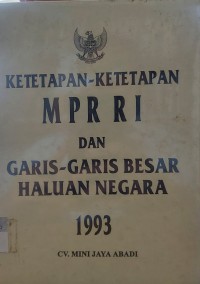 KETETAPAN-KETETAPAN
MPR RI
DAN
GARIS-GARIS BESAR
HALUAN NEGARA
1993
CV. MINI JAYA ABADI